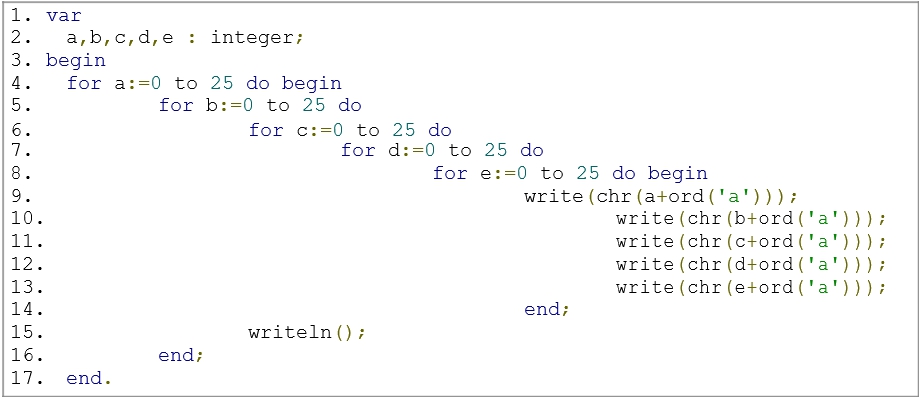 1. var
2. a,b,c,d,e : integer;
3. begin
4. for a:=0 to 25 do begin
5. for b:=0 to 25 do
6. for c:=0 to 25 do
7. for d:=0 to 25 do
8. for e:=0 to 25 do begin
9. write(chr(a+ord('a')));
10. write(chr(b+ord('a')));
11. write(chr(c+ord('a')));
12. write(chr(d+ord('a')));
13. write(chr(e+ord('a')));
14. end;
15. writeln();
16. end;
17. end.